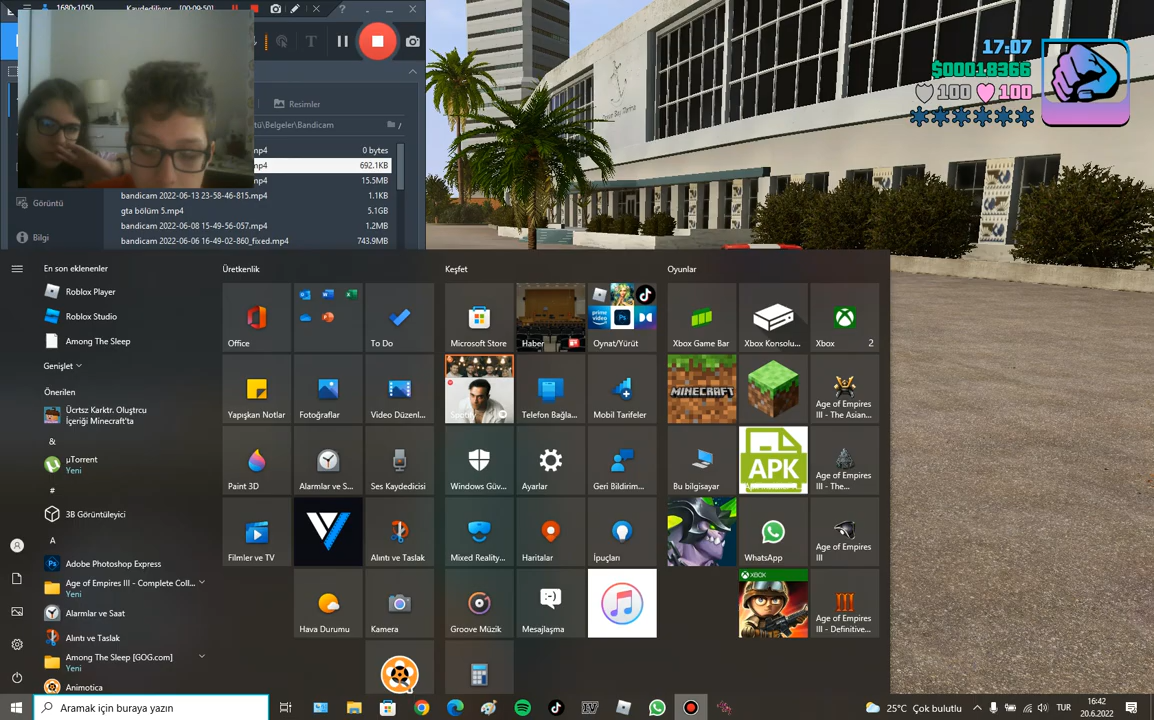 1680x1050
Kaydediliyor
[00:09:50]
Resimler
tü\Belgeler\Bandicam
mp4 0 bytes
mp4 692.1KB
mp4 15.5MB
bandicam 2022-06-13 23-58-46-815.mp4 1.1KB
gta bölüm 5.mp4 5.1GB
bandicam 2022-06-08 15-49-56-057.mp4 1.2MB
bandicam 2022-06-06 16-49-02-860_fixed.mp4 743.9MB
Görüntü
Bilgi
17:07
$00018366
100 100
En son eklenenler
Roblox Player
Roblox Studio
Among The Sleep
Genişlet
Önerilen
Ücrtsz Karktr. Oluştrcu
İçeriği Minecraft'ta
&
µTorrent
Yeni
#
3B Görüntüleyici
A
Adobe Photoshop Express
Age of Empires III - Complete Coll...
Yeni
Alarmlar ve Saat
Alıntı ve Taslak
Among The Sleep [GOG.com]
Yeni
Animotica
Üretkenlik
Office
To Do
Yapışkan Notlar
Fotoğraflar
Video Düzenl...
Paint 3D
Alarmlar ve S...
Ses Kaydedicisi
Filmler ve TV
Alıntı ve Taslak
Hava Durumu
Kamera
Keşfet
Microsoft Store
Haber
prime video
Ps
Oynat/Yürüt
Spotify
Telefon Bağla...
Mobil Tarifeler
Windows Güv...
Ayarlar
Geri Bildirim...
Mixed Reality...
Haritalar
İpuçları
Groove Müzik
Mesajlaşma
Oyunlar
Xbox Game Bar
Xbox Konsolu...
Xbox 2
MINECRAFT
Age of Empires
III - The Asian...
Bu bilgisayar
APK
Age of Empires
III - The...
WhatsApp
Age of Empires
III
XBOX
Age of Empires
III - Definitive...
Aramak için buraya yazın
IV
25°C Çok bulutlu
TUR
16:42
20.6.2022